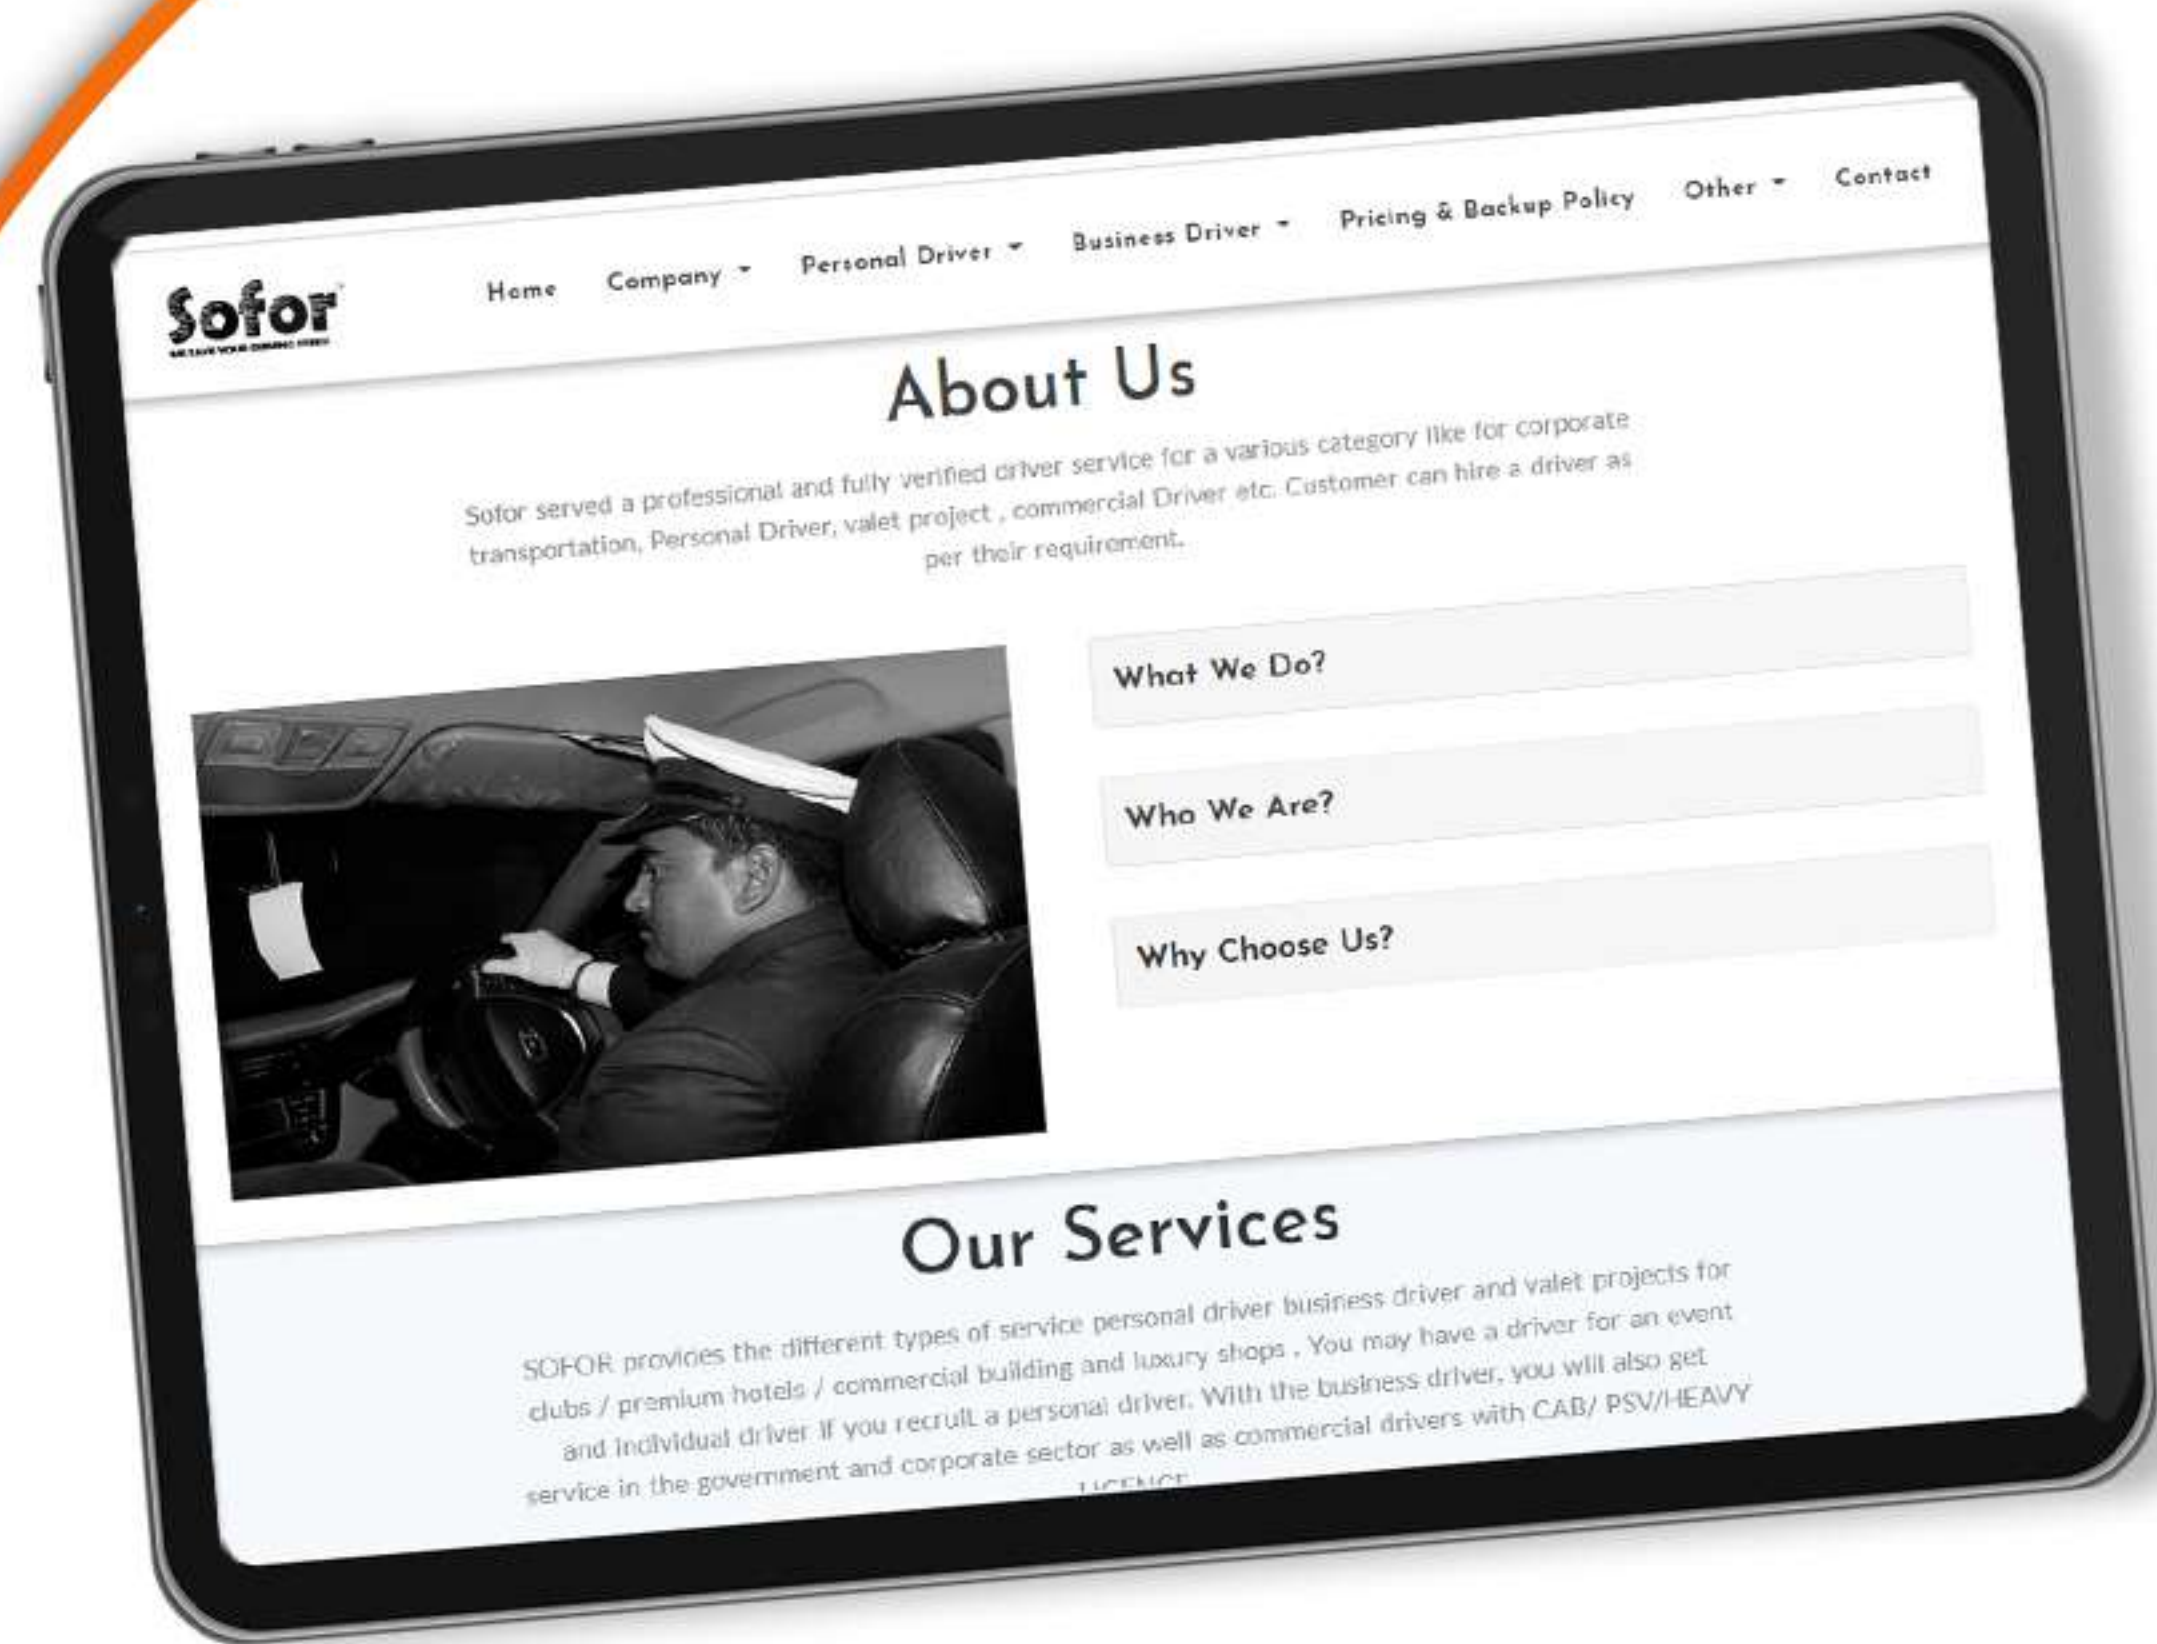 Sofor
Home Company Personal Driver Business Driver Pricing & Backup Policy Other Contact
About Us
Sofor served a professional and fully verified driver service for a various category like for corporate
transportation, Personal Driver, valet project , commercial Driver etc. Customer can hire a driver as
per their requirement.
What We Do?
Who We Are?
Why Choose Us?
Our Services
SOFOR provides the different types of service personal driver business driver and valet projects for
clubs / premium hotels / commercial building and luxury shops . You may have a driver for an event
and individual driver if you recruit a personal driver. With the business driver, you will also get
service in the government and corporate sector as well as commercial drivers with CAB/ PSV/HEAVY
LICENCE